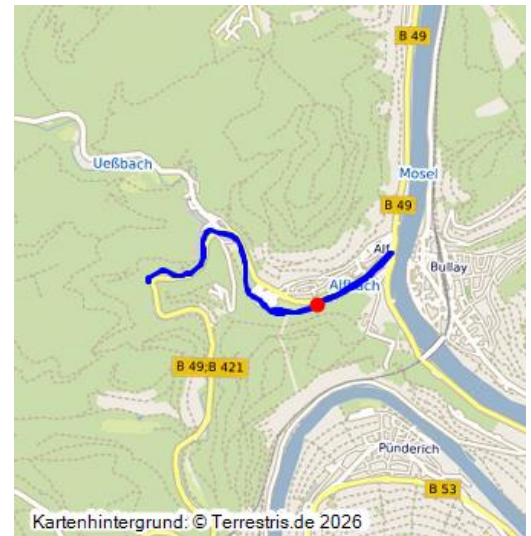 B 49
Ueßbach
Mosel
B 49
Alf
Bullay
Alfbach
B 49;B 421
Pünderich
B 53
Kartenhintergrund: © Terrestris.de 2026